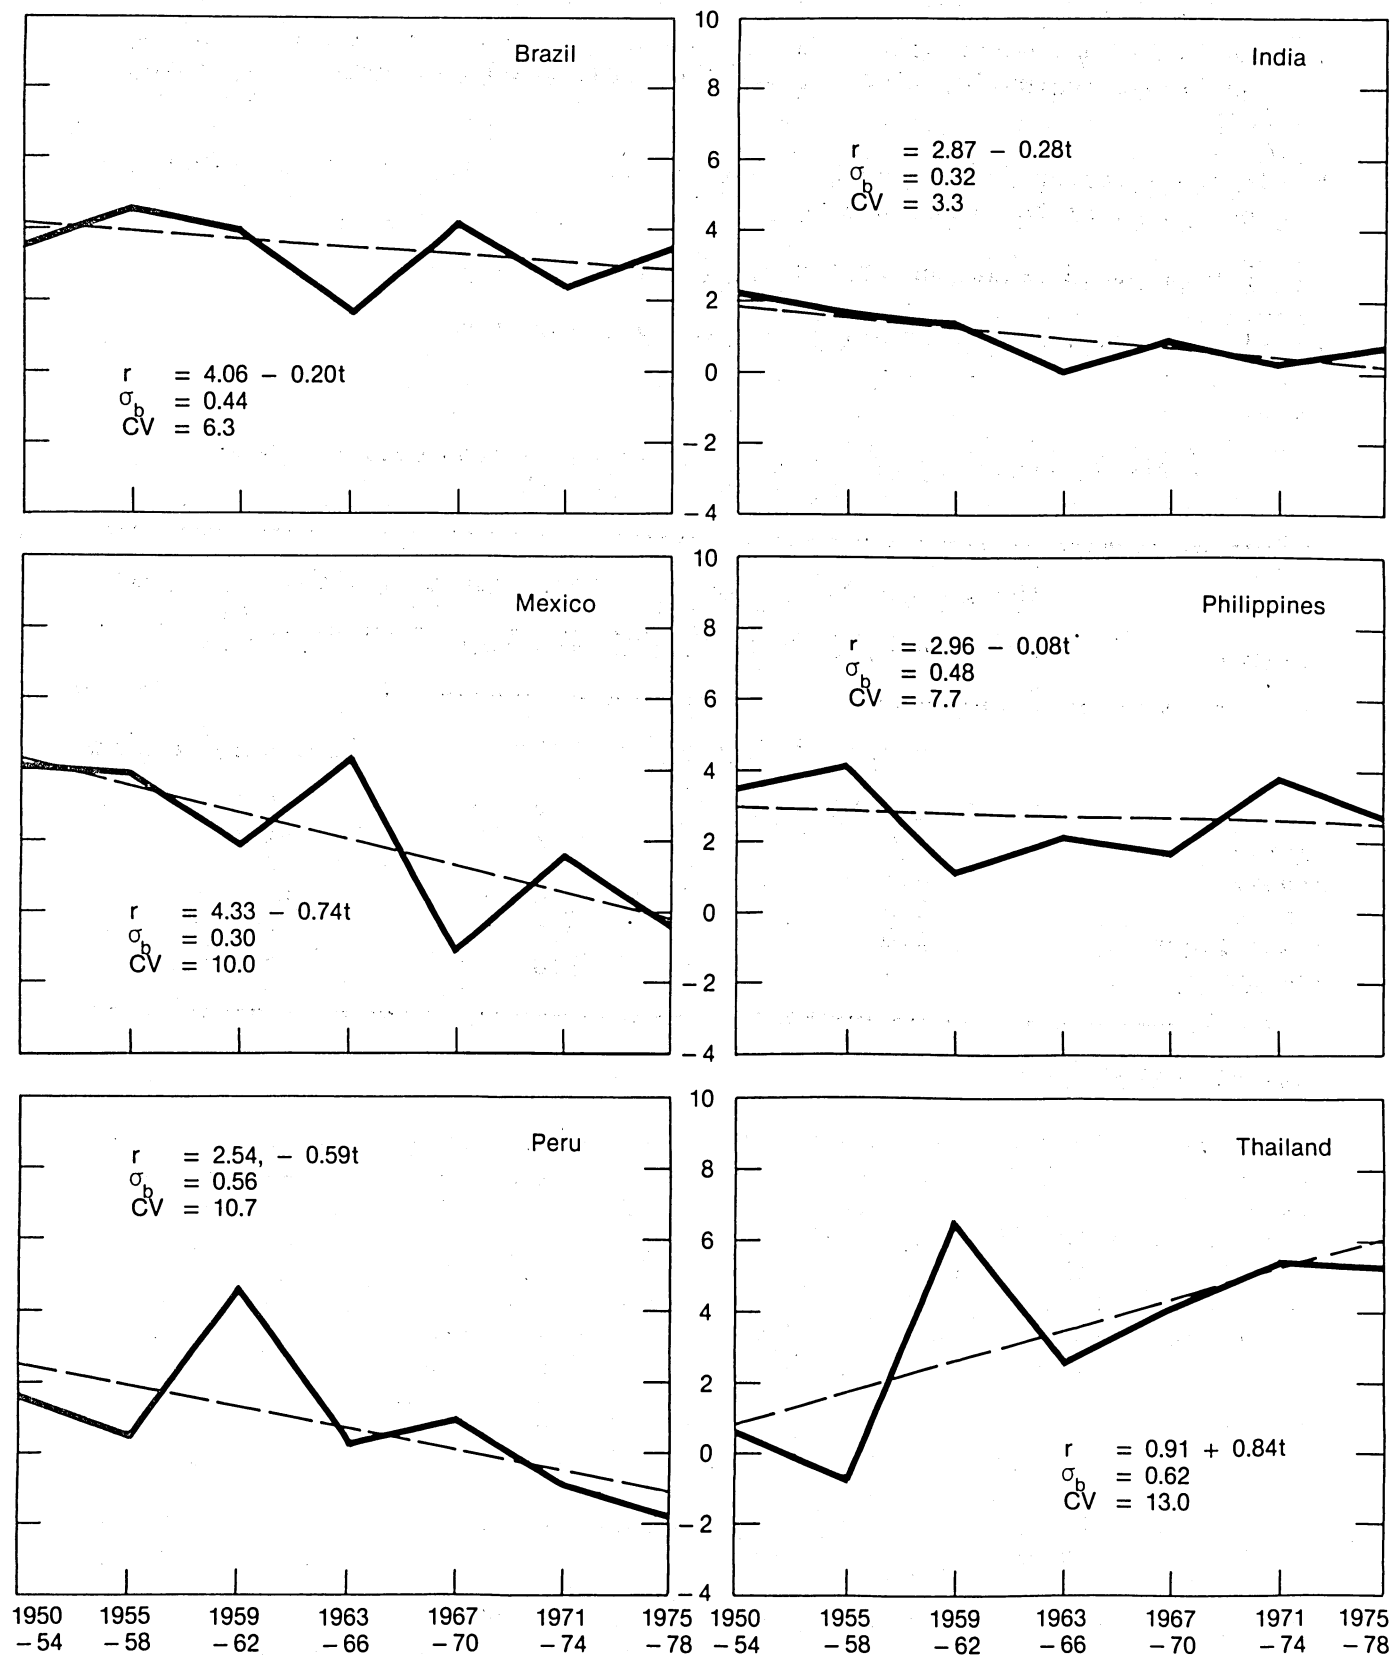 Brazil
r = 4.06 − 0.20t
σb = 0.44
CV = 6.3
10
8
6
4
2
0
−2
−4
India
r = 2.87 − 0.28t
σb = 0.32
CV = 3.3
Mexico
r = 4.33 − 0.74t
σb = 0.30
CV = 10.0
10
8
6
4
2
0
−2
−4
Philippines
r = 2.96 − 0.08t
σb = 0.48
CV = 7.7
Peru
r = 2.54, − 0.59t
σb = 0.56
CV = 10.7
10
8
6
4
2
0
−2
−4
Thailand
r = 0.91 + 0.84t
σb = 0.62
CV = 13.0
1950 1955 1959 1963 1967 1971 1975
−54 −58 −62 −66 −70 −74 −78
1950 1955 1959 1963 1967 1971 1975
−54 −58 −62 −66 −70 −74 −78